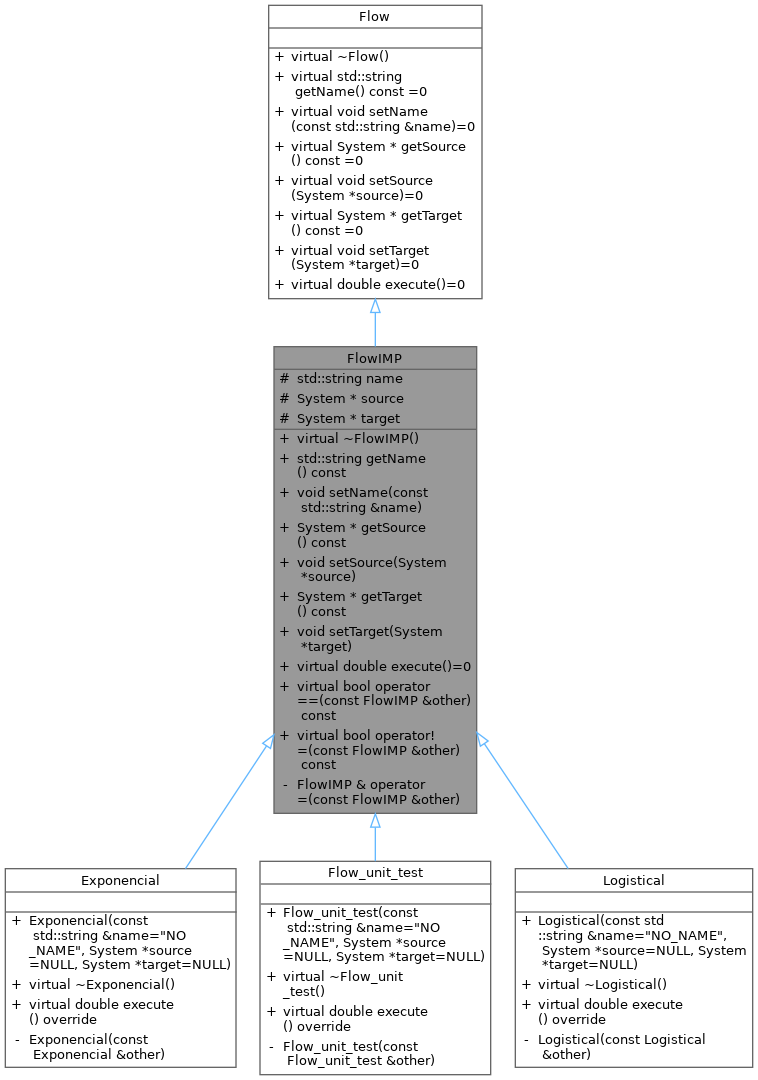 Flow
+ virtual ~Flow()
+ virtual std::string
getName() const =0
+ virtual void setName
(const std::string &name)=0
+ virtual System * getSource
() const =0
+ virtual void setSource
(System *source)=0
+ virtual System * getTarget
() const =0
+ virtual void setTarget
(System *target)=0
+ virtual double execute()=0
FlowIMP
# std::string name
# System * source
# System * target
+ virtual ~FlowIMP()
+ std::string getName
() const
+ void setName(const
std::string &name)
+ System * getSource
() const
+ void setSource(System
*source)
+ System * getTarget
() const
+ void setTarget(System
*target)
+ virtual double execute()=0
+ virtual bool operator
==(const FlowIMP &other)
const
+ virtual bool operator!
=(const FlowIMP &other)
const
- FlowIMP & operator
=(const FlowIMP &other)
Exponencial
+ Exponencial(const
std::string &name="NO
_NAME", System *source
=NULL, System *target=NULL)
+ virtual ~Exponencial()
+ virtual double execute
() override
- Exponencial(const
Exponencial &other)
Flow_unit_test
+ Flow_unit_test(const
std::string &name="NO
_NAME", System *source
=NULL, System *target=NULL)
+ virtual ~Flow_unit
_test()
+ virtual double execute
() override
- Flow_unit_test(const
Flow_unit_test &other)
Logistical
+ Logistical(const std
::string &name="NO_NAME",
System *source=NULL, System
*target=NULL)
+ virtual ~Logistical()
+ virtual double execute
() override
- Logistical(const Logistical
&other)